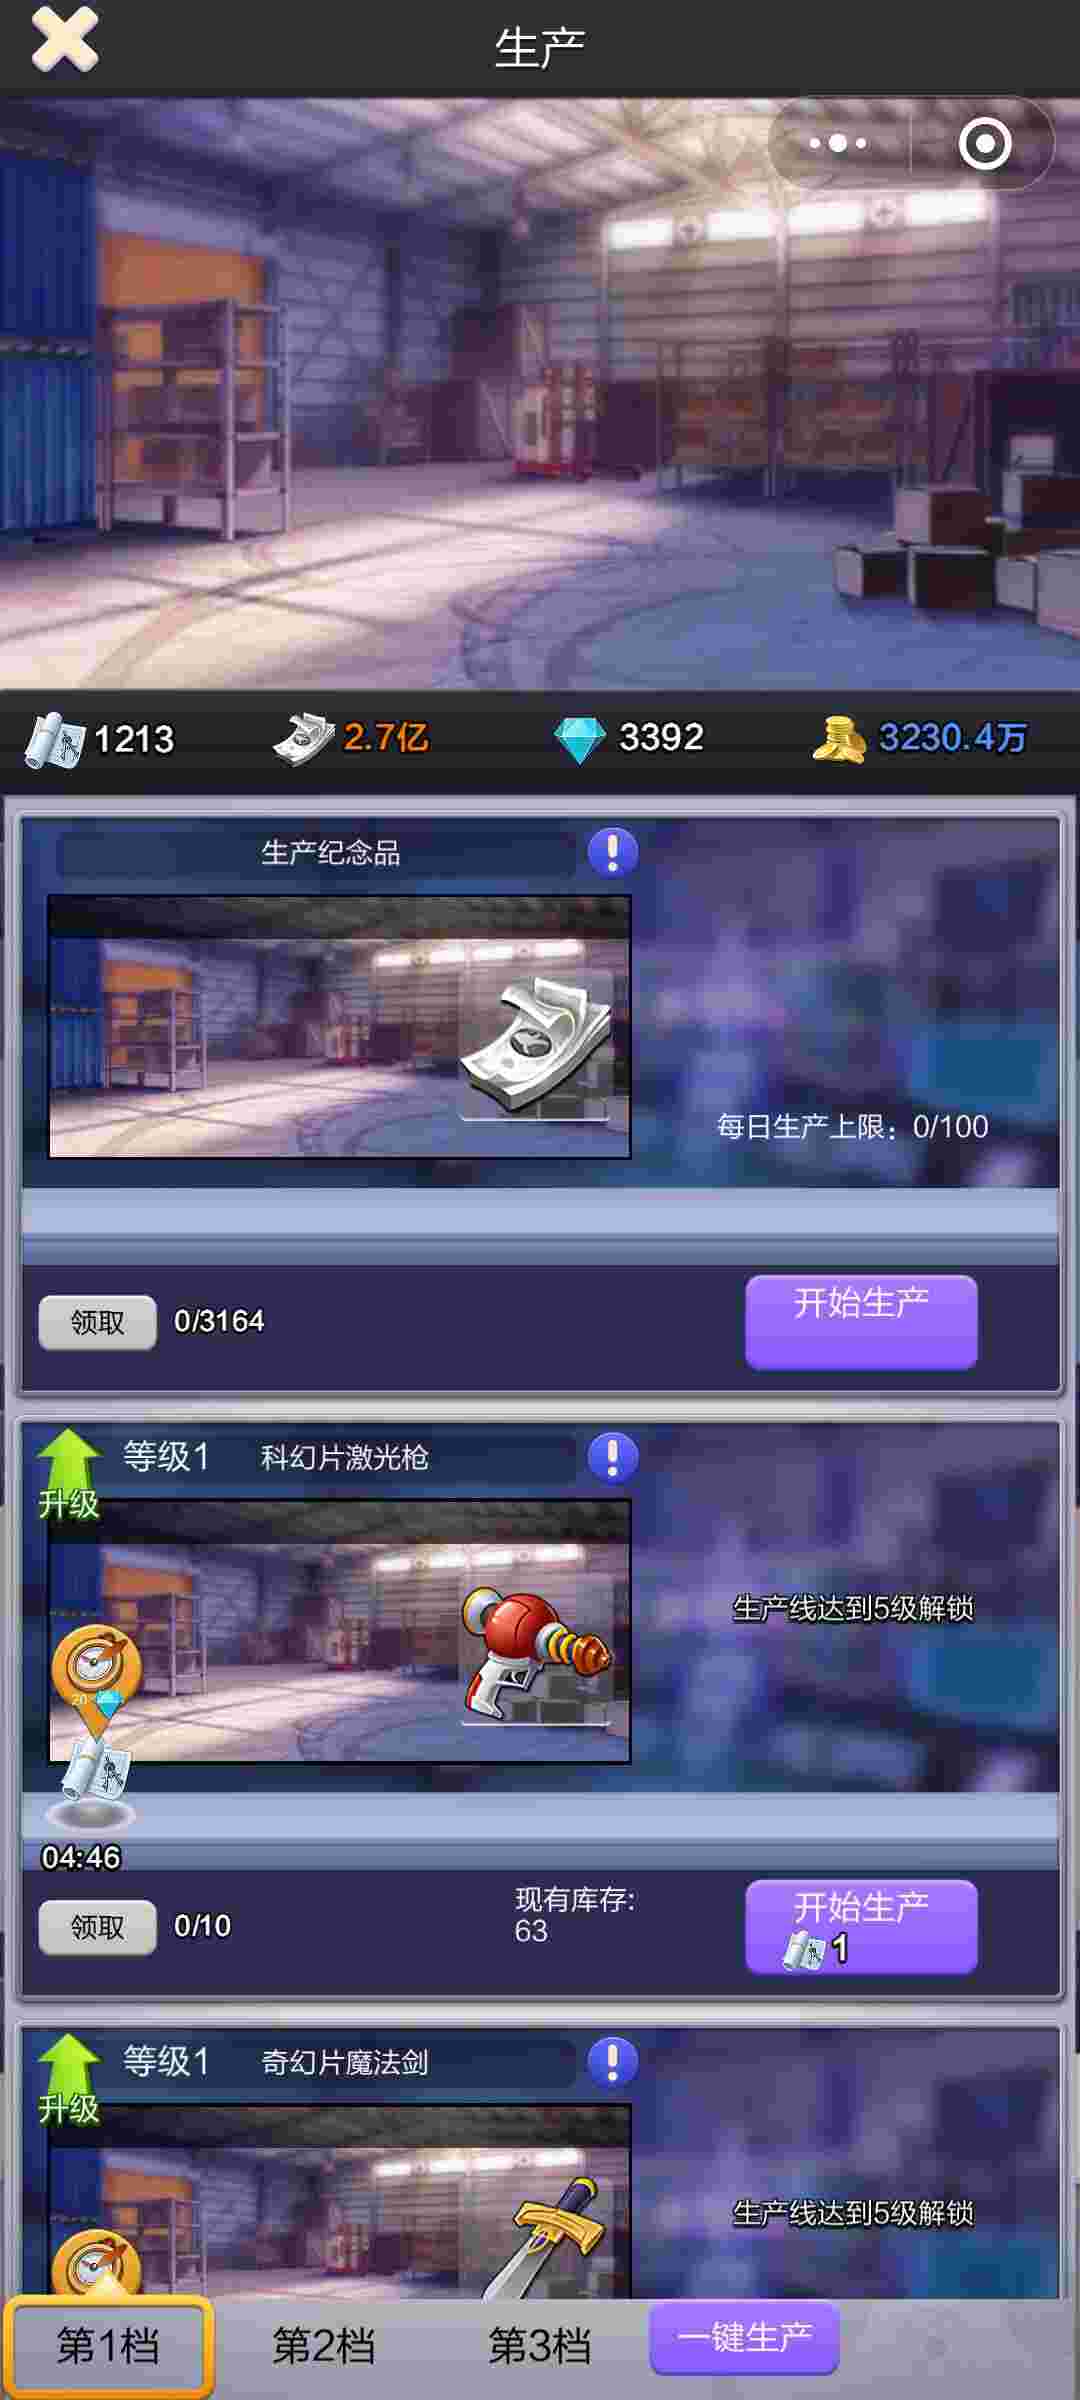 生产
1213
2.7亿
3392
3230.4万
生产纪念品
每日生产上限：0/100
领取
0/3164
开始生产
升级
等级1
科幻片激光枪
生产线达到5级解锁
20
04:46
领取
0/10
现有库存:
63
开始生产
1
升级
等级1
奇幻片魔法剑
生产线达到5级解锁
第1档
第2档
第3档
一键生产